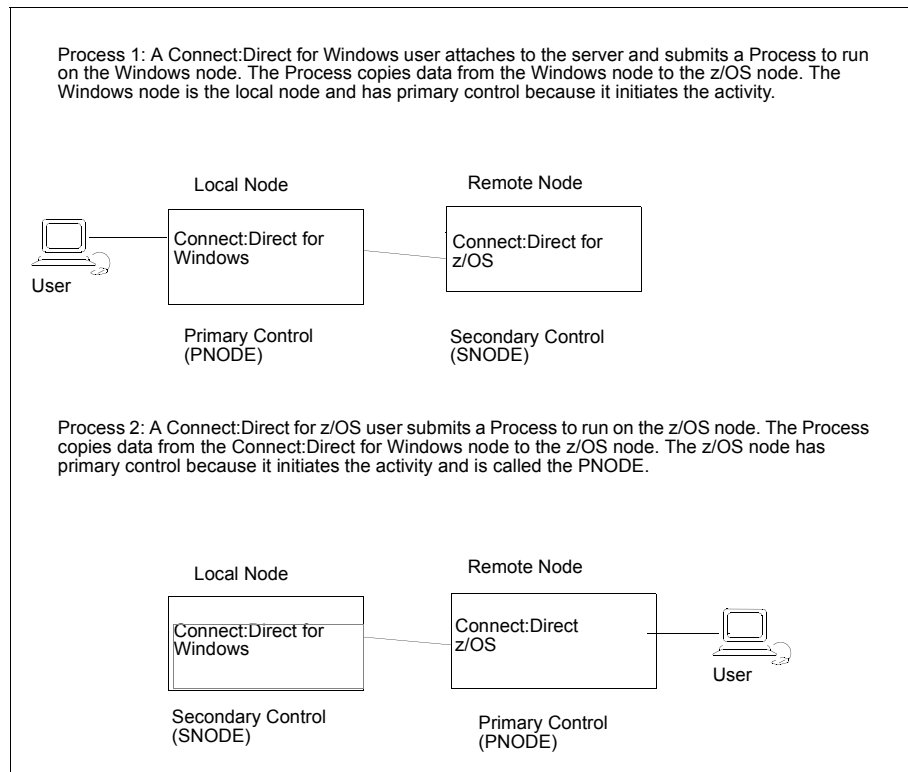 Process 1: A Connect:Direct for Windows user attaches to the server and submits a Process to run
on the Windows node. The Process copies data from the Windows node to the z/OS node. The
Windows node is the local node and has primary control because it initiates the activity.
Local Node
Remote Node
Connect:Direct for
Windows
Connect:Direct for
z/OS
User
Primary Control
(PNODE)
Secondary Control
(SNODE)
Process 2: A Connect:Direct for z/OS user submits a Process to run on the z/OS node. The Process
copies data from the Connect:Direct for Windows node to the z/OS node. The z/OS node has
primary control because it initiates the activity and is called the PNODE.
Local Node
Remote Node
Connect:Direct for
Windows
Connect:Direct
z/OS
User
Secondary Control
(SNODE)
Primary Control
(PNODE)